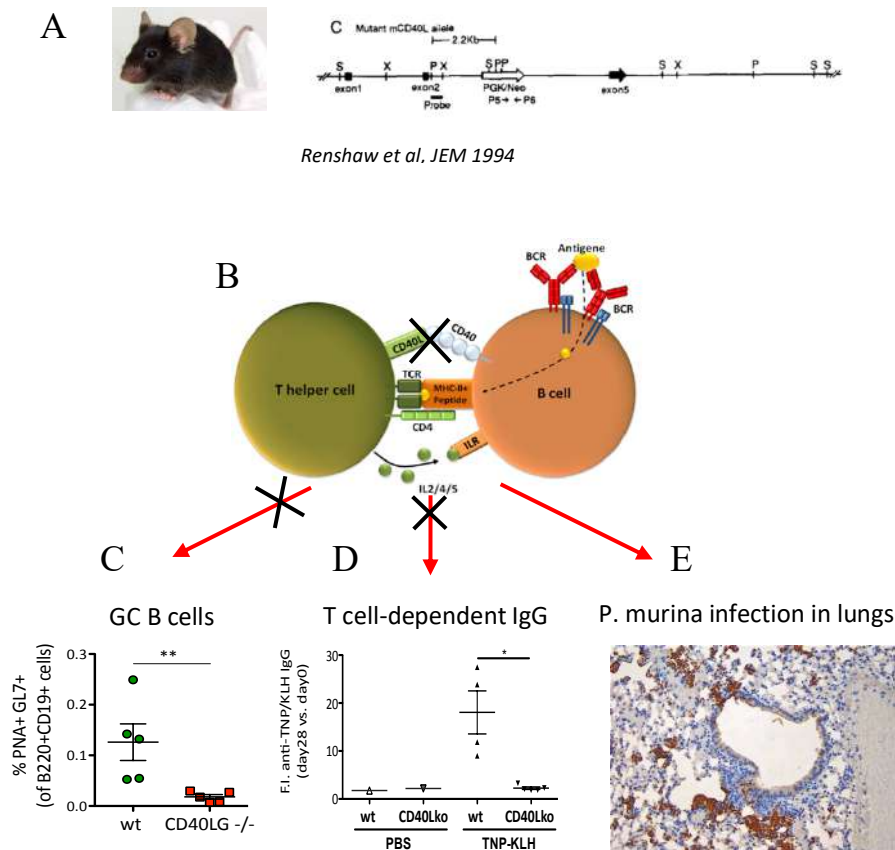 A
C
Mutant mCD40L allele
2.2Kb
S X P X S P P S X P S S
exon1 exon2 PGK/Neo exon5
Probe P5→ ←P6
Renshaw et al, JEM 1994
B
Antigene
BCR
BCR
CD40L CD40
TCR
T helper cell MHC-II+ Peptide B cell
CD4
ILR
IL2/4/5
C D E
GC B cells
% PNA+ GL7+
(of B220+CD19+ cells)
0.3
0.2
0.1
0.0
**
wt CD40LG -/-
T cell-dependent IgG
F.I. anti-TNP/KLH IgG
(day28 vs. day0)
30
20
10
0
*
wt CD40Lko wt CD40Lko
PBS TNP-KLH
P. murina infection in lungs